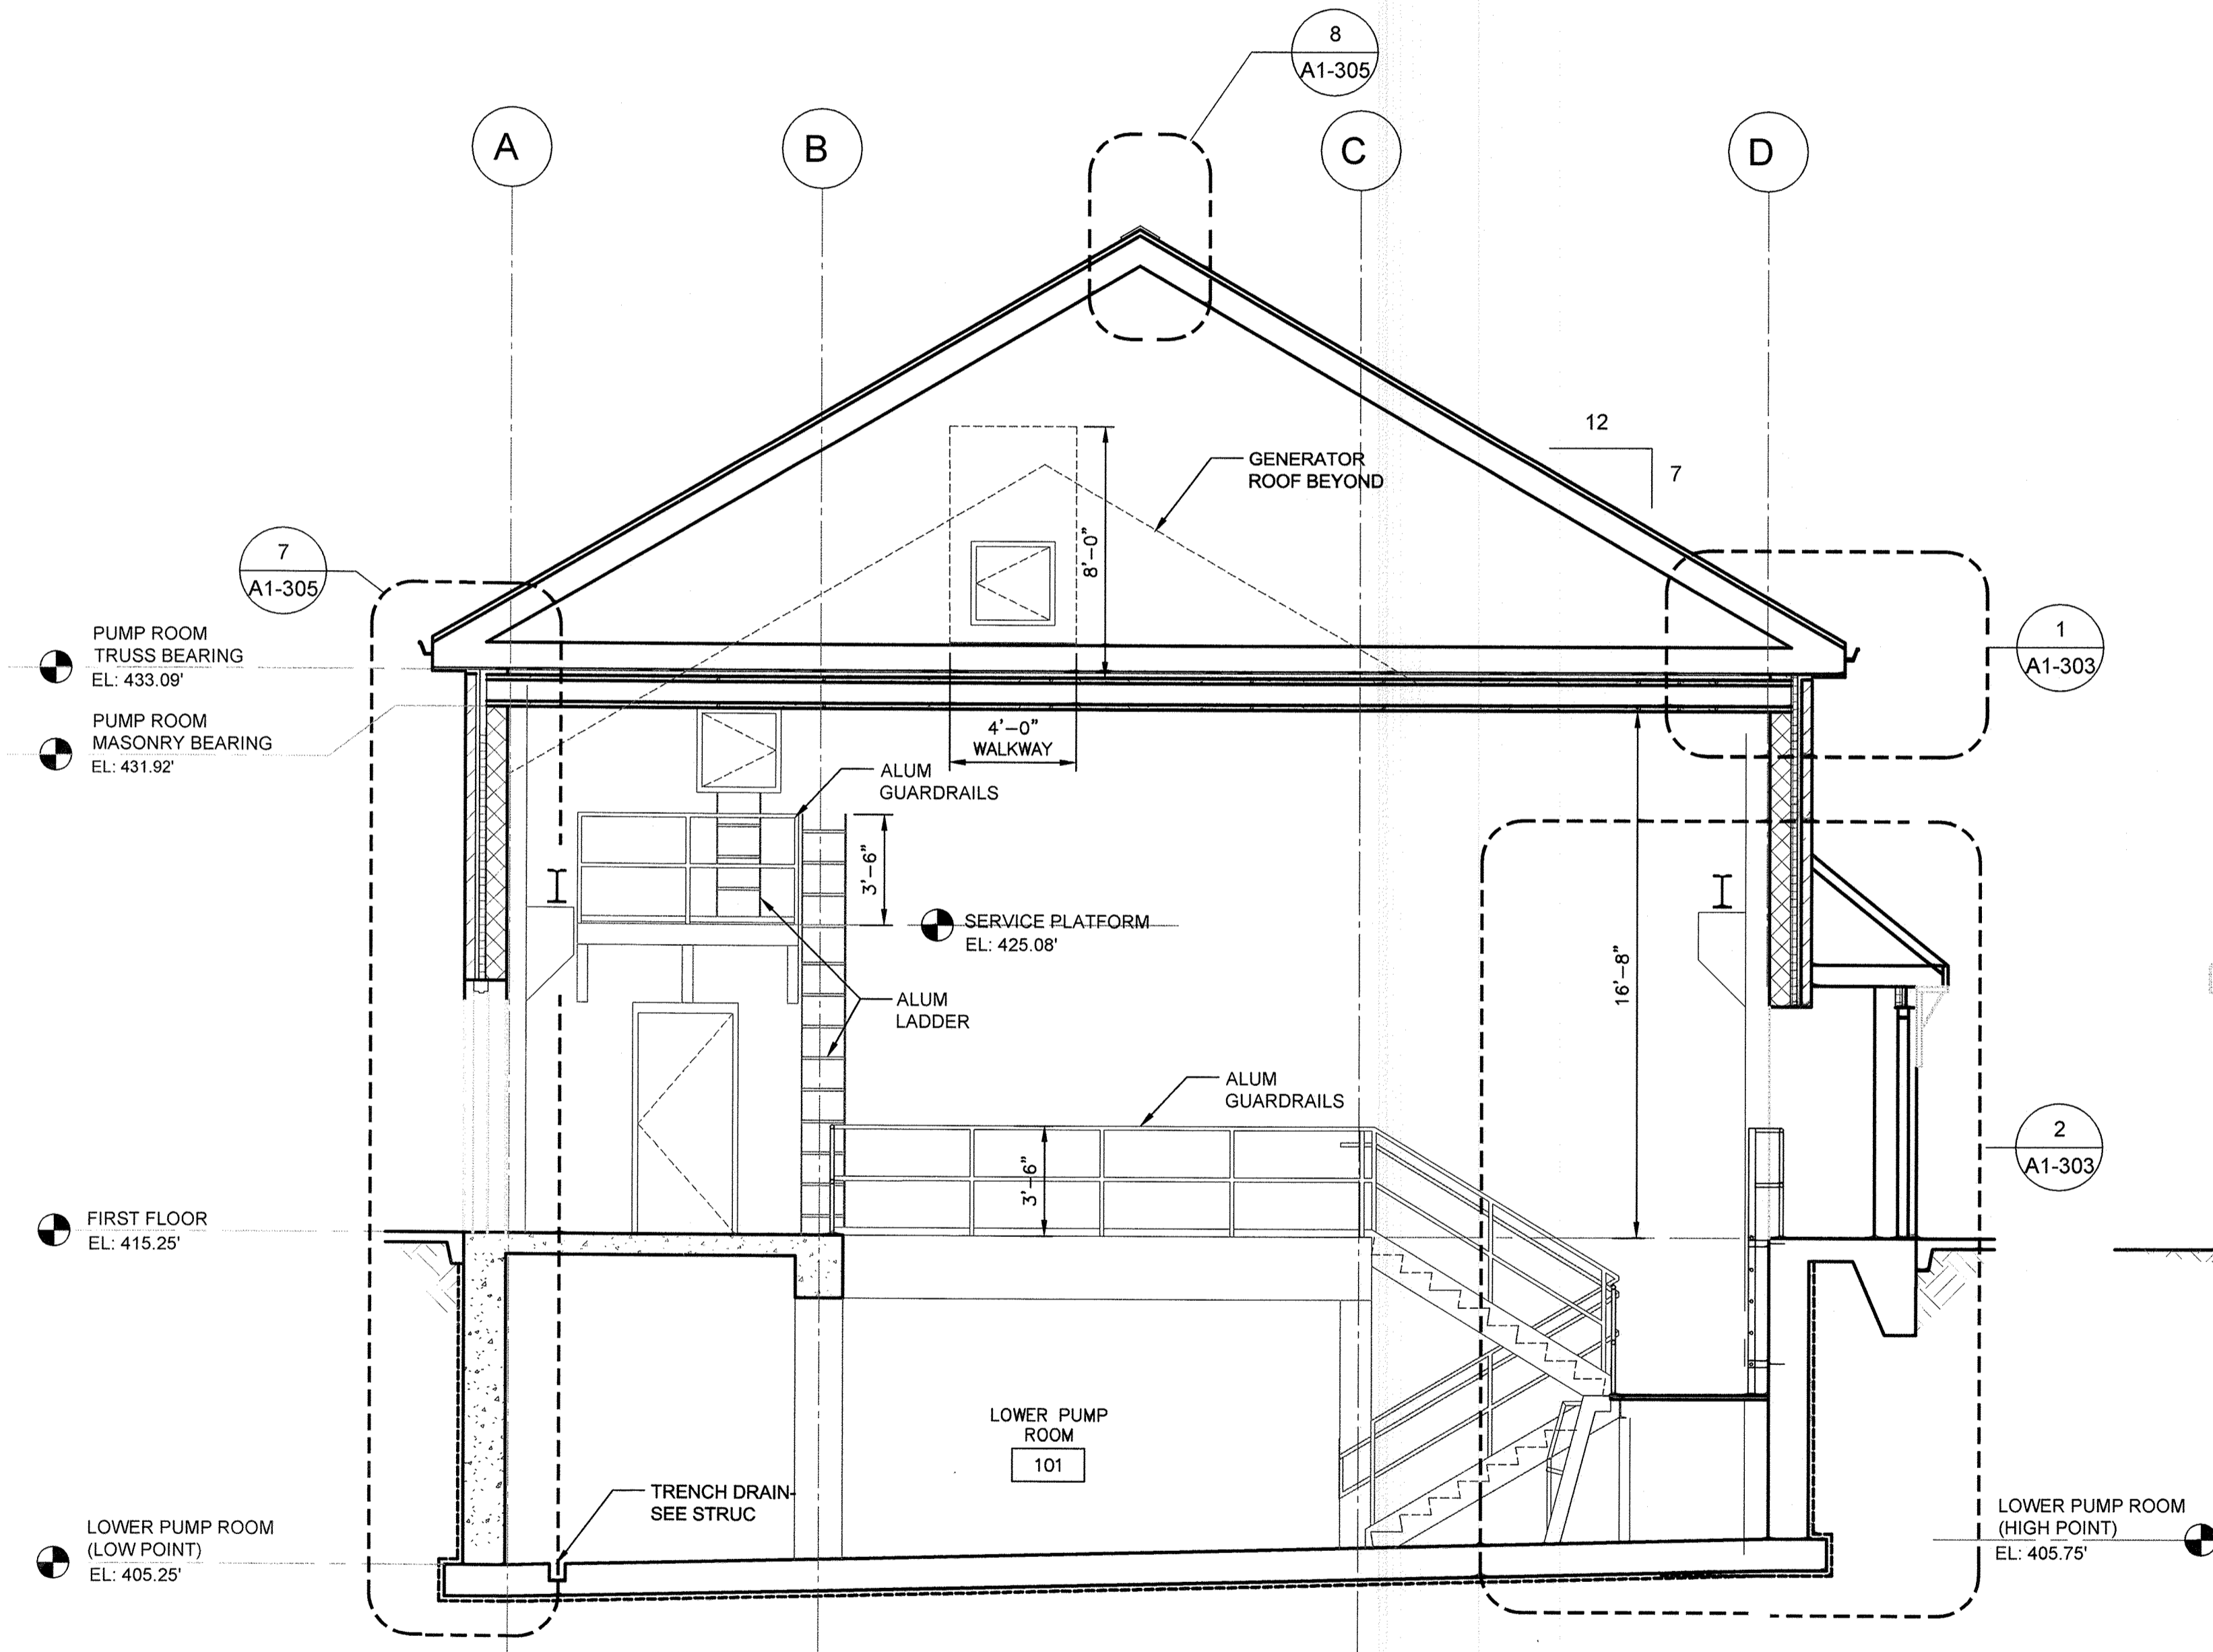 8
A1-305
A
B
C
D
12
7
GENERATOR
ROOF BEYOND
8'-0"
7
A1-305
1
A1-303
PUMP ROOM
TRUSS BEARING
EL: 433.09'
PUMP ROOM
MASONRY BEARING
EL: 431.92'
4'-0"
WALKWAY
ALUM
GUARDRAILS
3'-6"
SERVICE PLATFORM
EL: 425.08'
16'-8"
ALUM
LADDER
ALUM
GUARDRAILS
3'-6"
2
A1-303
FIRST FLOOR
EL: 415.25'
LOWER PUMP
ROOM
101
TRENCH DRAIN-
SEE STRUC
LOWER PUMP ROOM
(LOW POINT)
EL: 405.25'
LOWER PUMP ROOM
(HIGH POINT)
EL: 405.75'